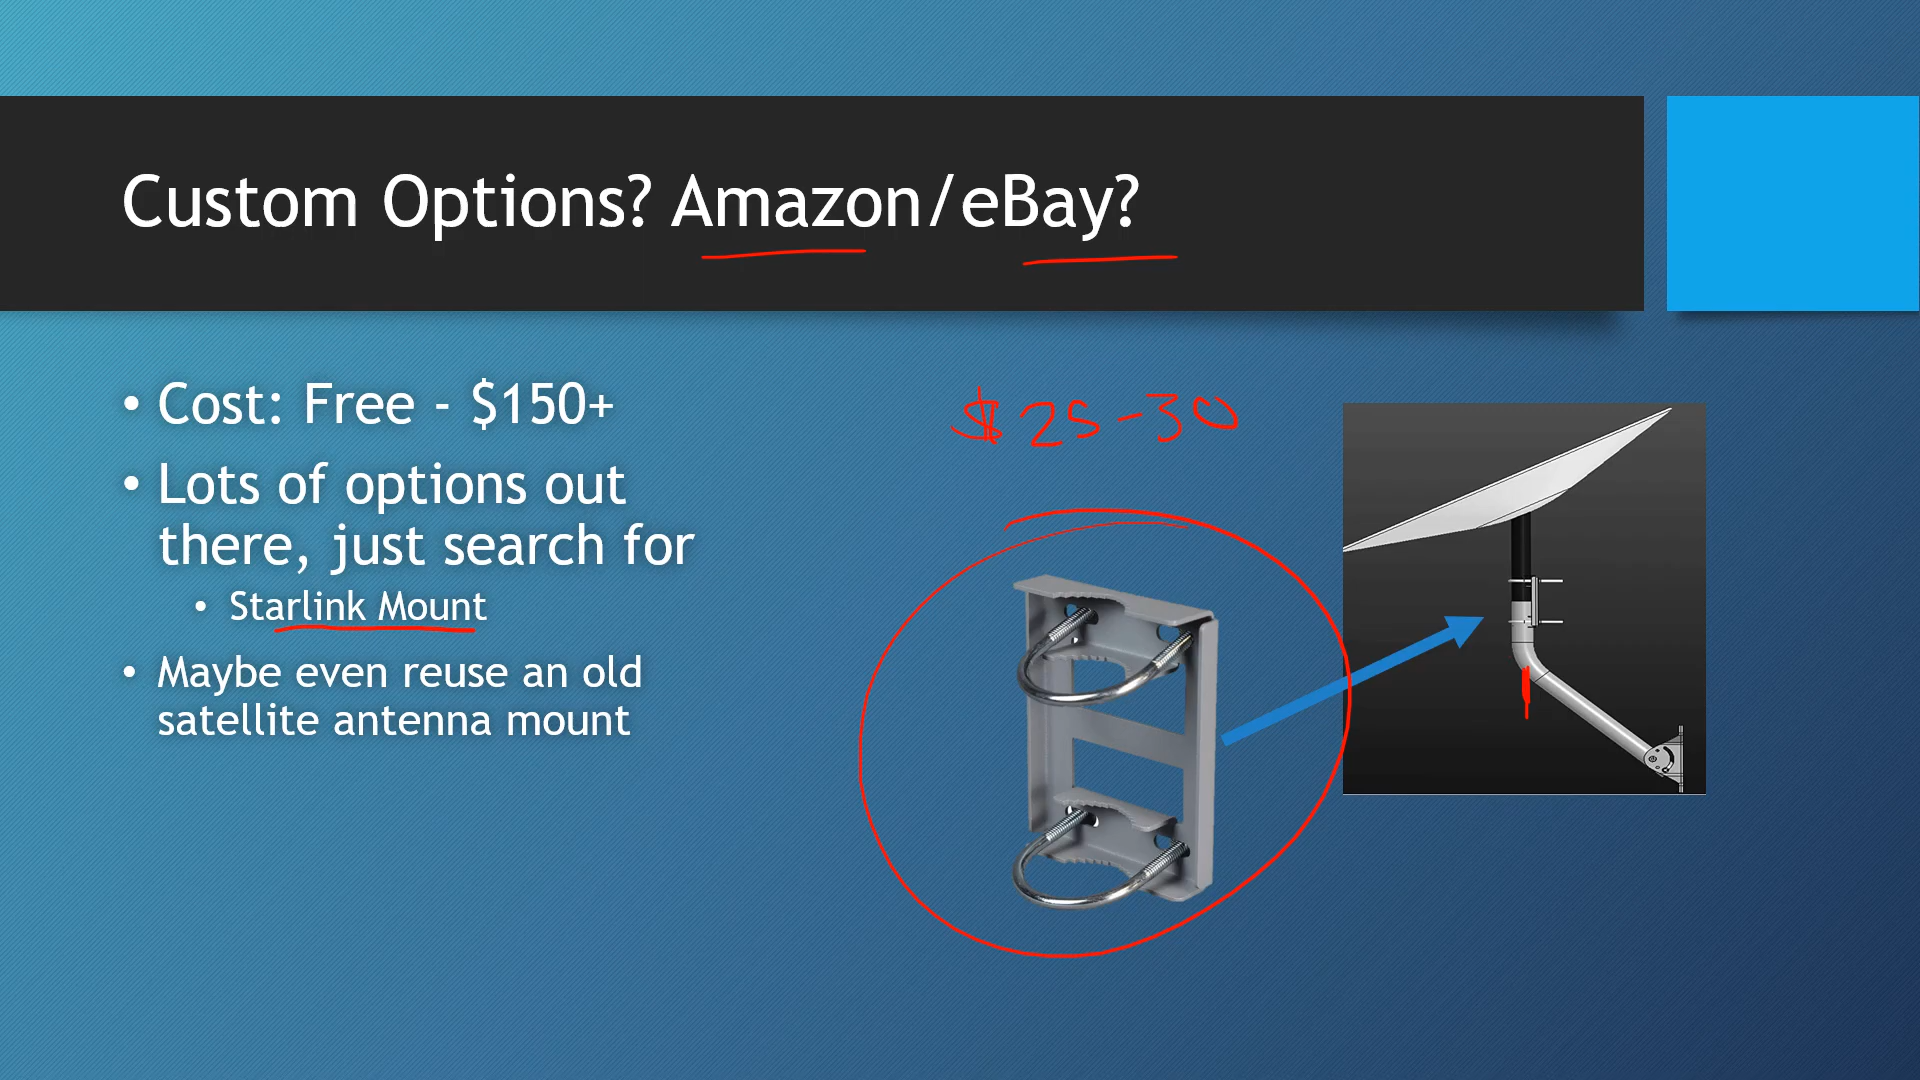 Custom Options? Amazon/eBay?
• Cost: Free - $150+
• Lots of options out
there, just search for
• Starlink Mount
• Maybe even reuse an old
satellite antenna mount
$25-30